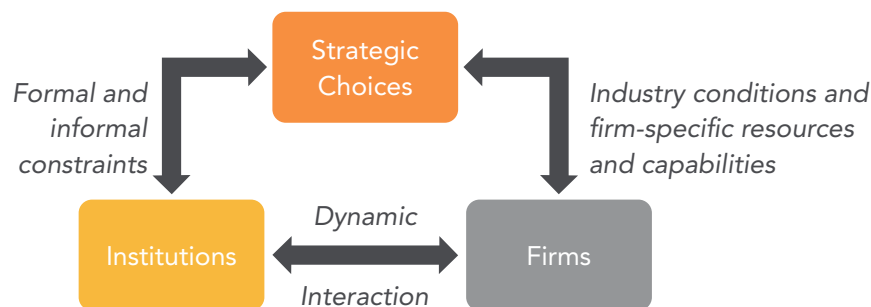 Strategic
Choices
Formal and
informal
constraints
Industry conditions and
firm-specific resources
and capabilities
Institutions
Dynamic
Interaction
Firms